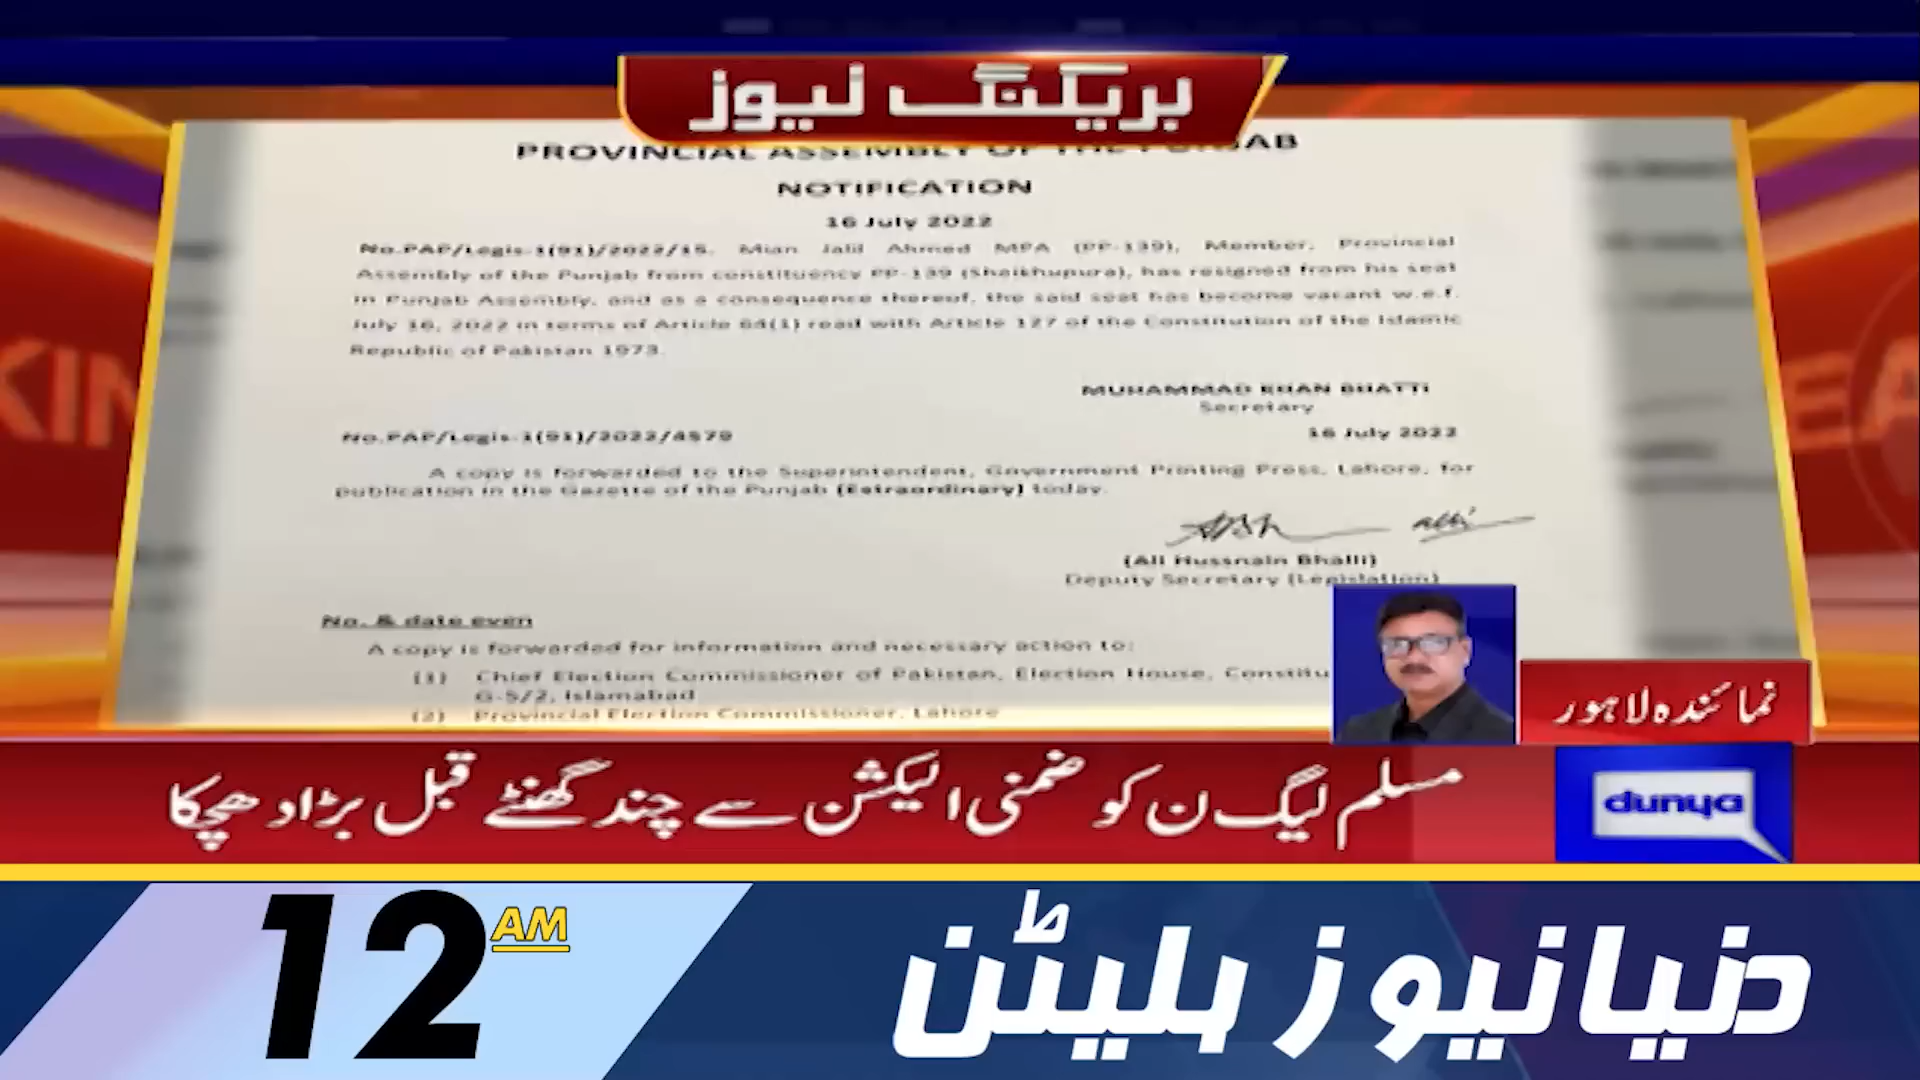 بریکنگ نیوز
PROVINCIAL ASSEMBLY OF THE PUNJAB
NOTIFICATION
16 July 2022
No.PAP/Legis-1(91)/2022/15. Mian Jalil Ahmed MPA (PP-139), Member, Provincial
Assembly of the Punjab from constituency PP-139 (Sheikhupura), has resigned from his seat
in Punjab Assembly, and as a consequence thereof, the said seat has become vacant w.e.f.
July 16, 2022 in terms of Article 64(1) read with Article 127 of the Constitution of the Islamic
Republic of Pakistan 1973.
MUHAMMAD KHAN BHATTI
Secretary
No.PAP/Legis-1(91)/2022/4579
16 July 2022
A copy is forwarded to the Superintendent, Government Printing Press, Lahore, for
publication in the Gazette of the Punjab (Extraordinary) today.
(Ali Hussnain Bhalli)
Deputy Secretary (Legislation)
No. & date even
A copy is forwarded for information and necessary action to:
(1) Chief Election Commissioner of Pakistan, Election House, Constitu
G-5/2, Islamabad
(2) Provincial Election Commissioner, Lahore
نمائندہ لاہور
مسلم لیگ ن کو ضمنی الیکشن سے چند گھنٹے قبل بڑا دھچکا
dunya
12 AM
دنیا نیوز بلیٹن